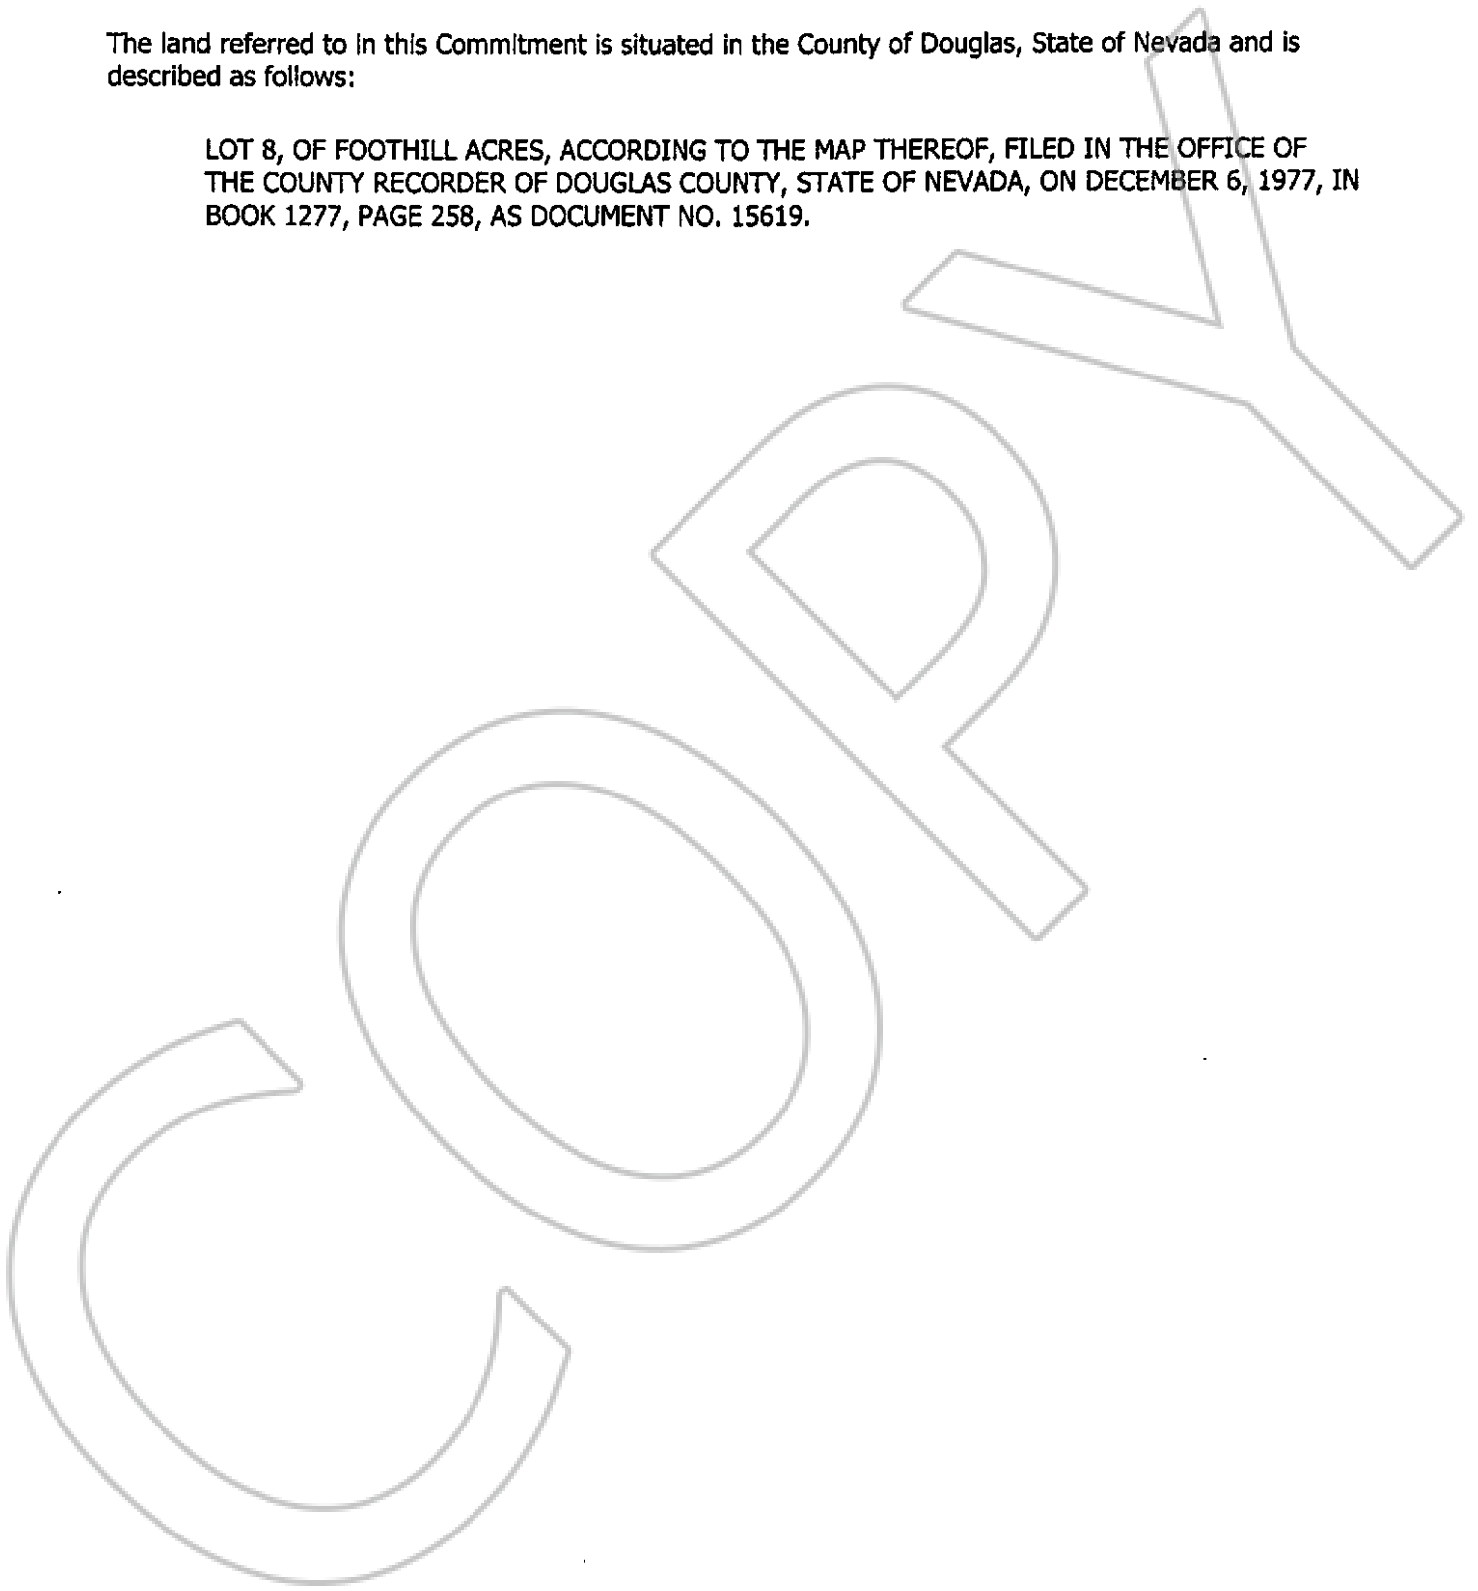 The land referred to in this Commitment is situated in the County of Douglas, State of Nevada and is
described as follows:
LOT 8, OF FOOTHILL ACRES, ACCORDING TO THE MAP THEREOF, FILED IN THE OFFICE OF
THE COUNTY RECORDER OF DOUGLAS COUNTY, STATE OF NEVADA, ON DECEMBER 6, 1977, IN
BOOK 1277, PAGE 258, AS DOCUMENT NO. 15619.
COPY